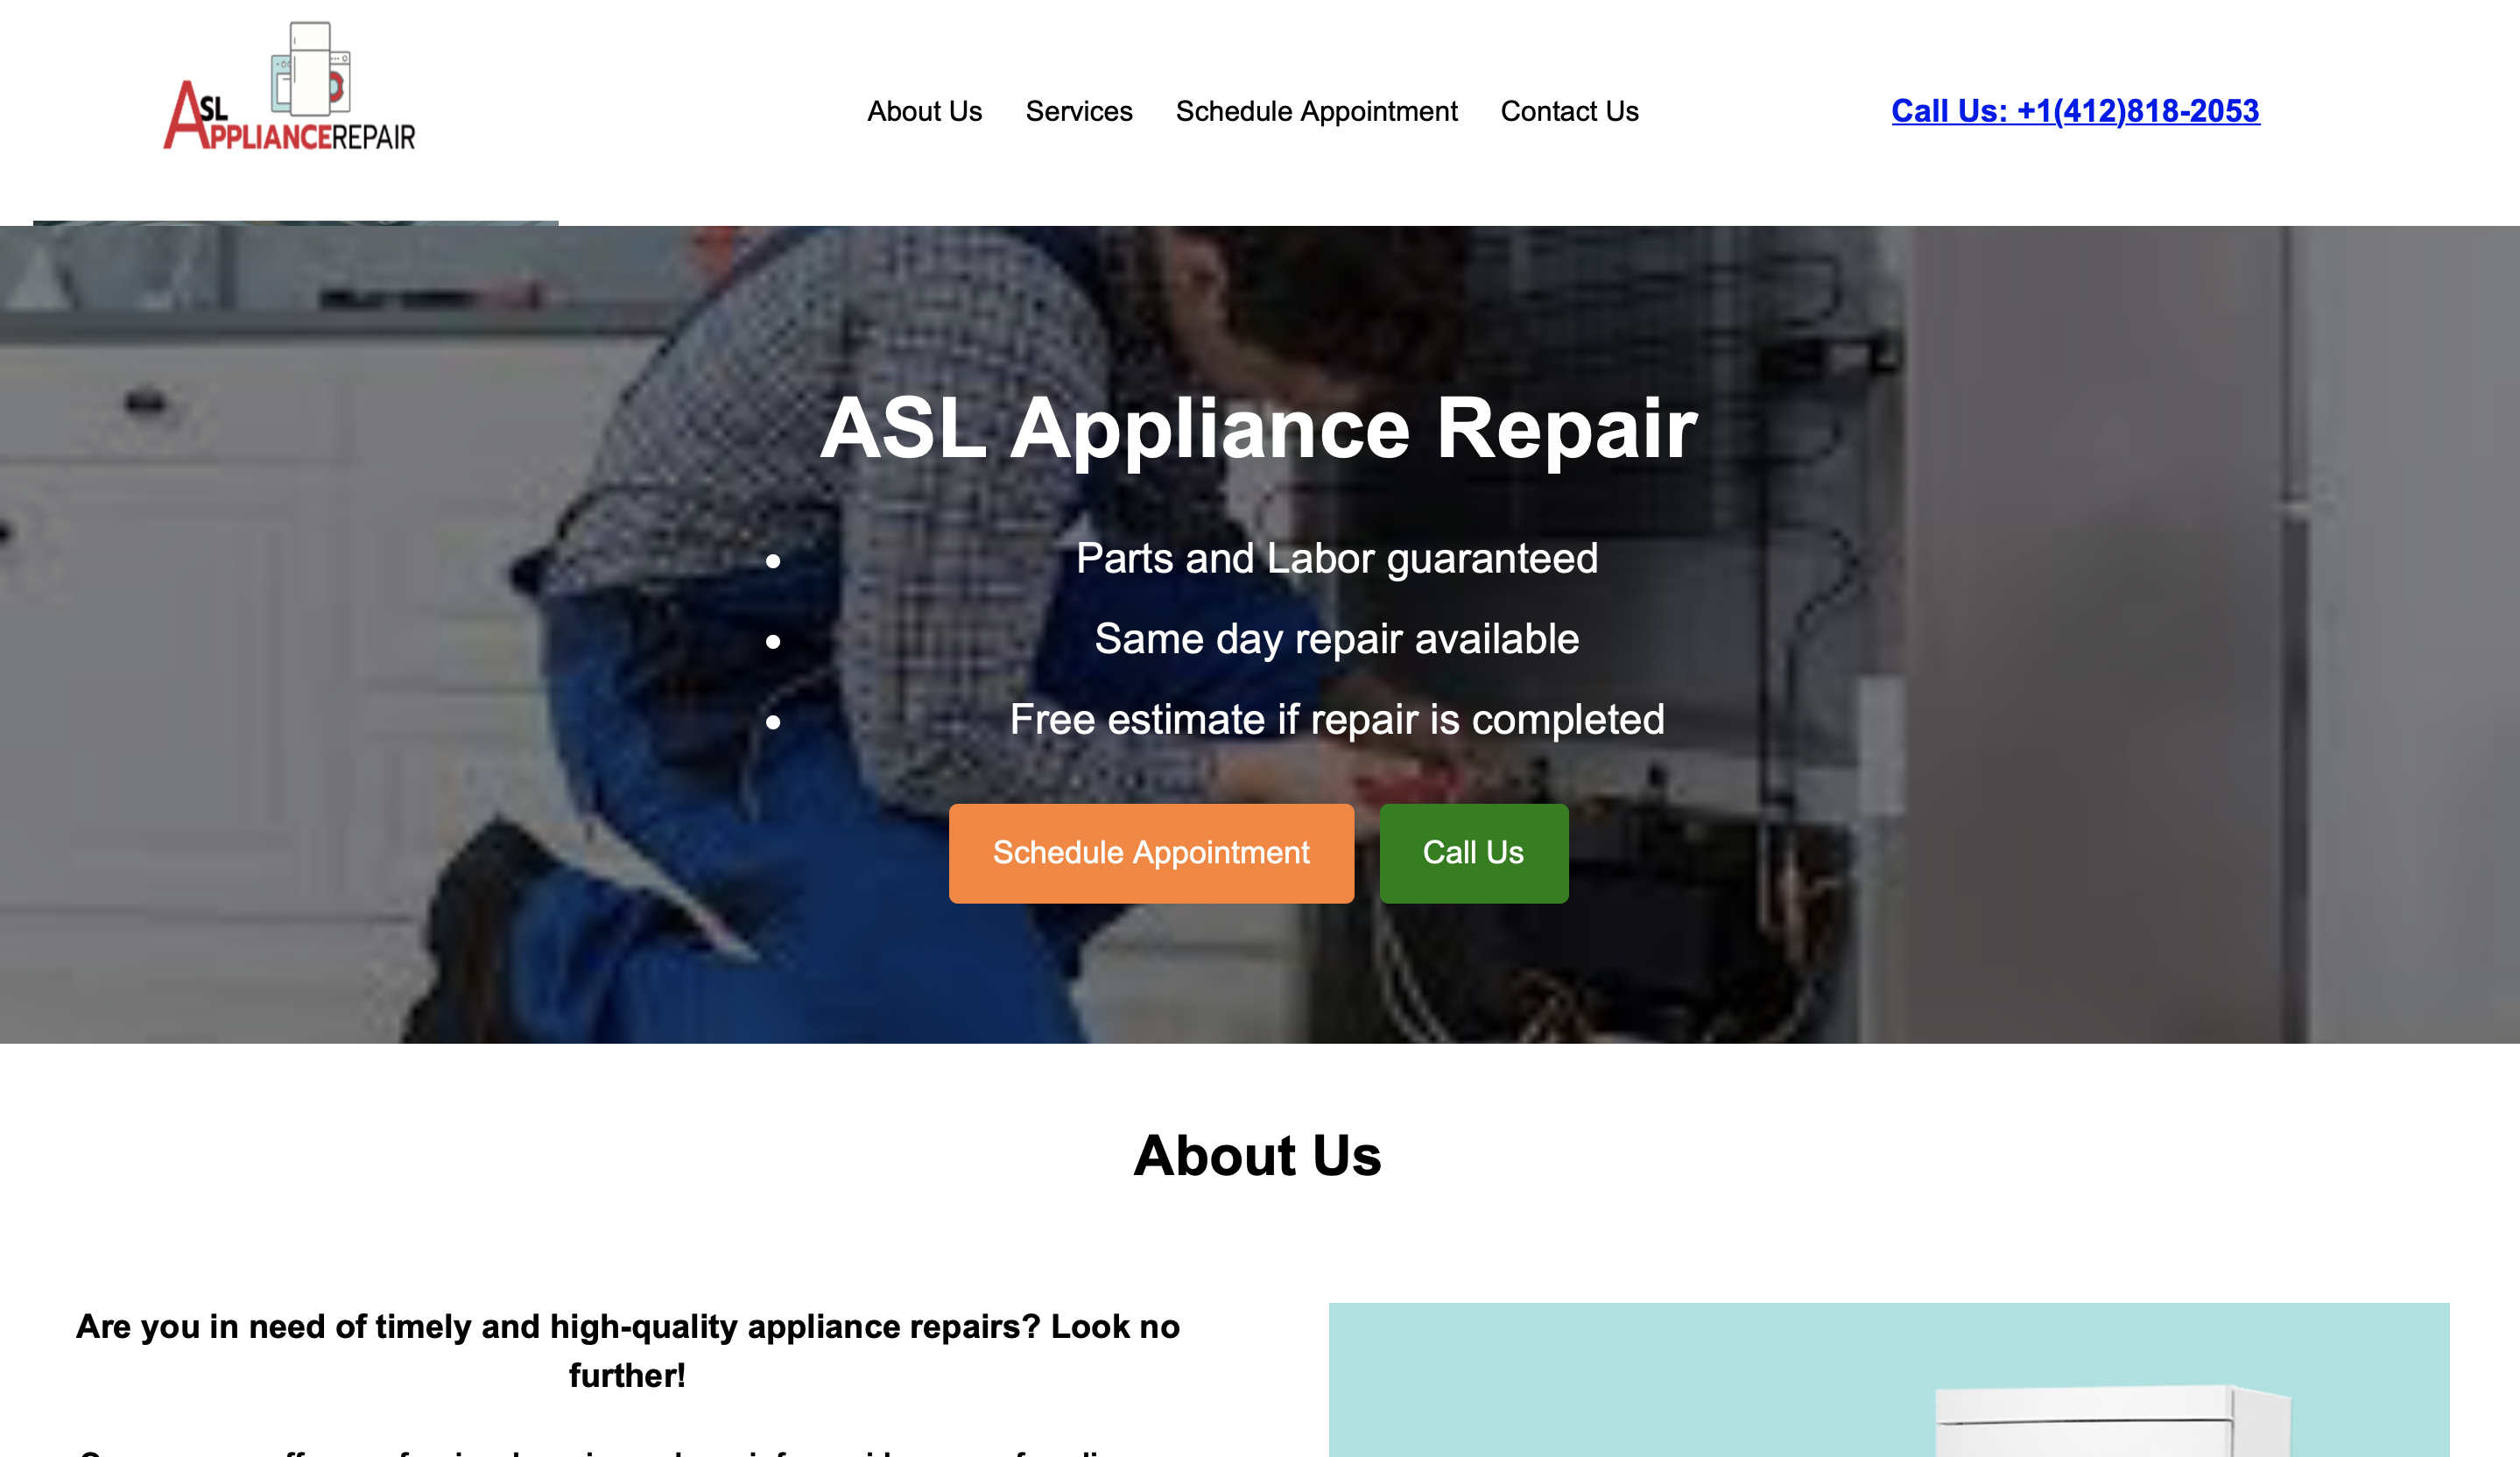 ASL
APPLIANCEREPAIR
About Us Services Schedule Appointment Contact Us Call Us: +1(412)818-2053
ASL Appliance Repair
• Parts and Labor guaranteed
• Same day repair available
• Free estimate if repair is completed
Schedule Appointment Call Us
About Us
Are you in need of timely and high-quality appliance repairs? Look no
further!